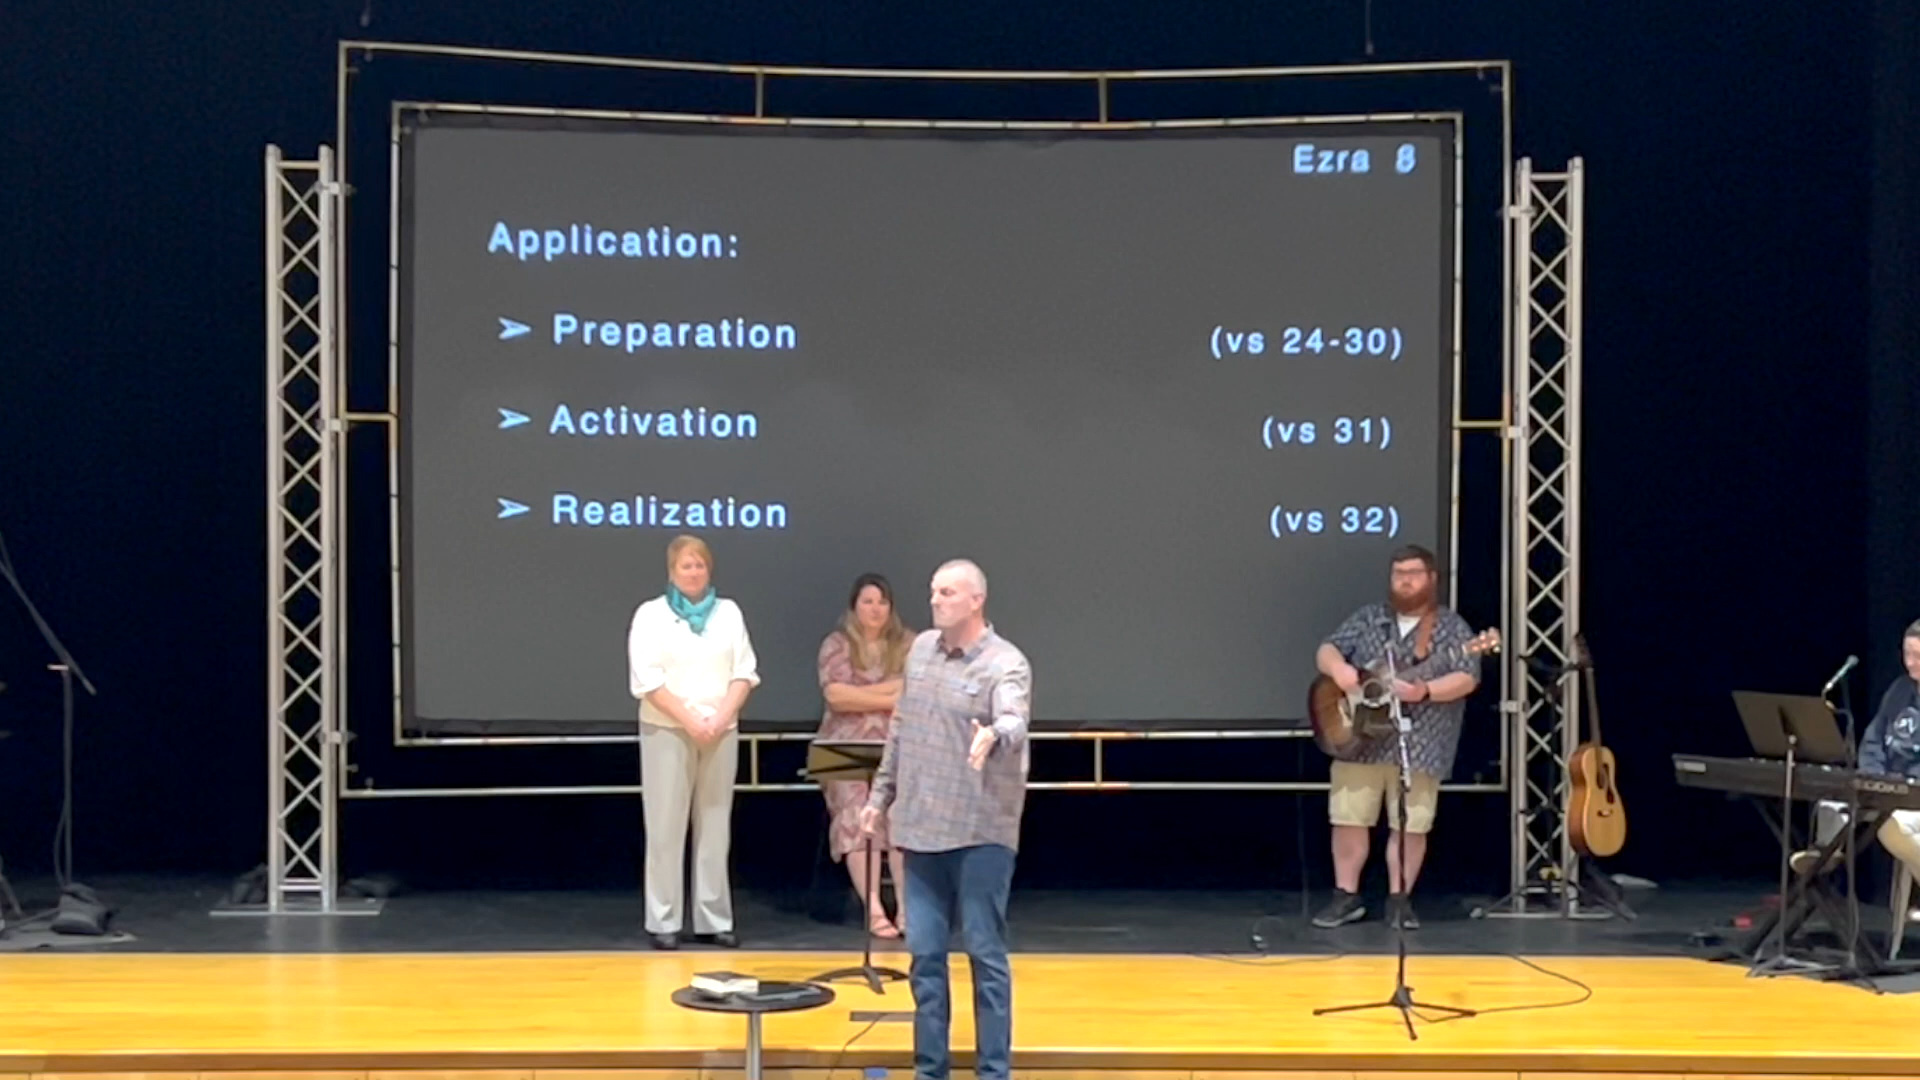 Ezra 8
Application:
➢ Preparation (vs 24-30)
➢ Activation (vs 31)
➢ Realization (vs 32)